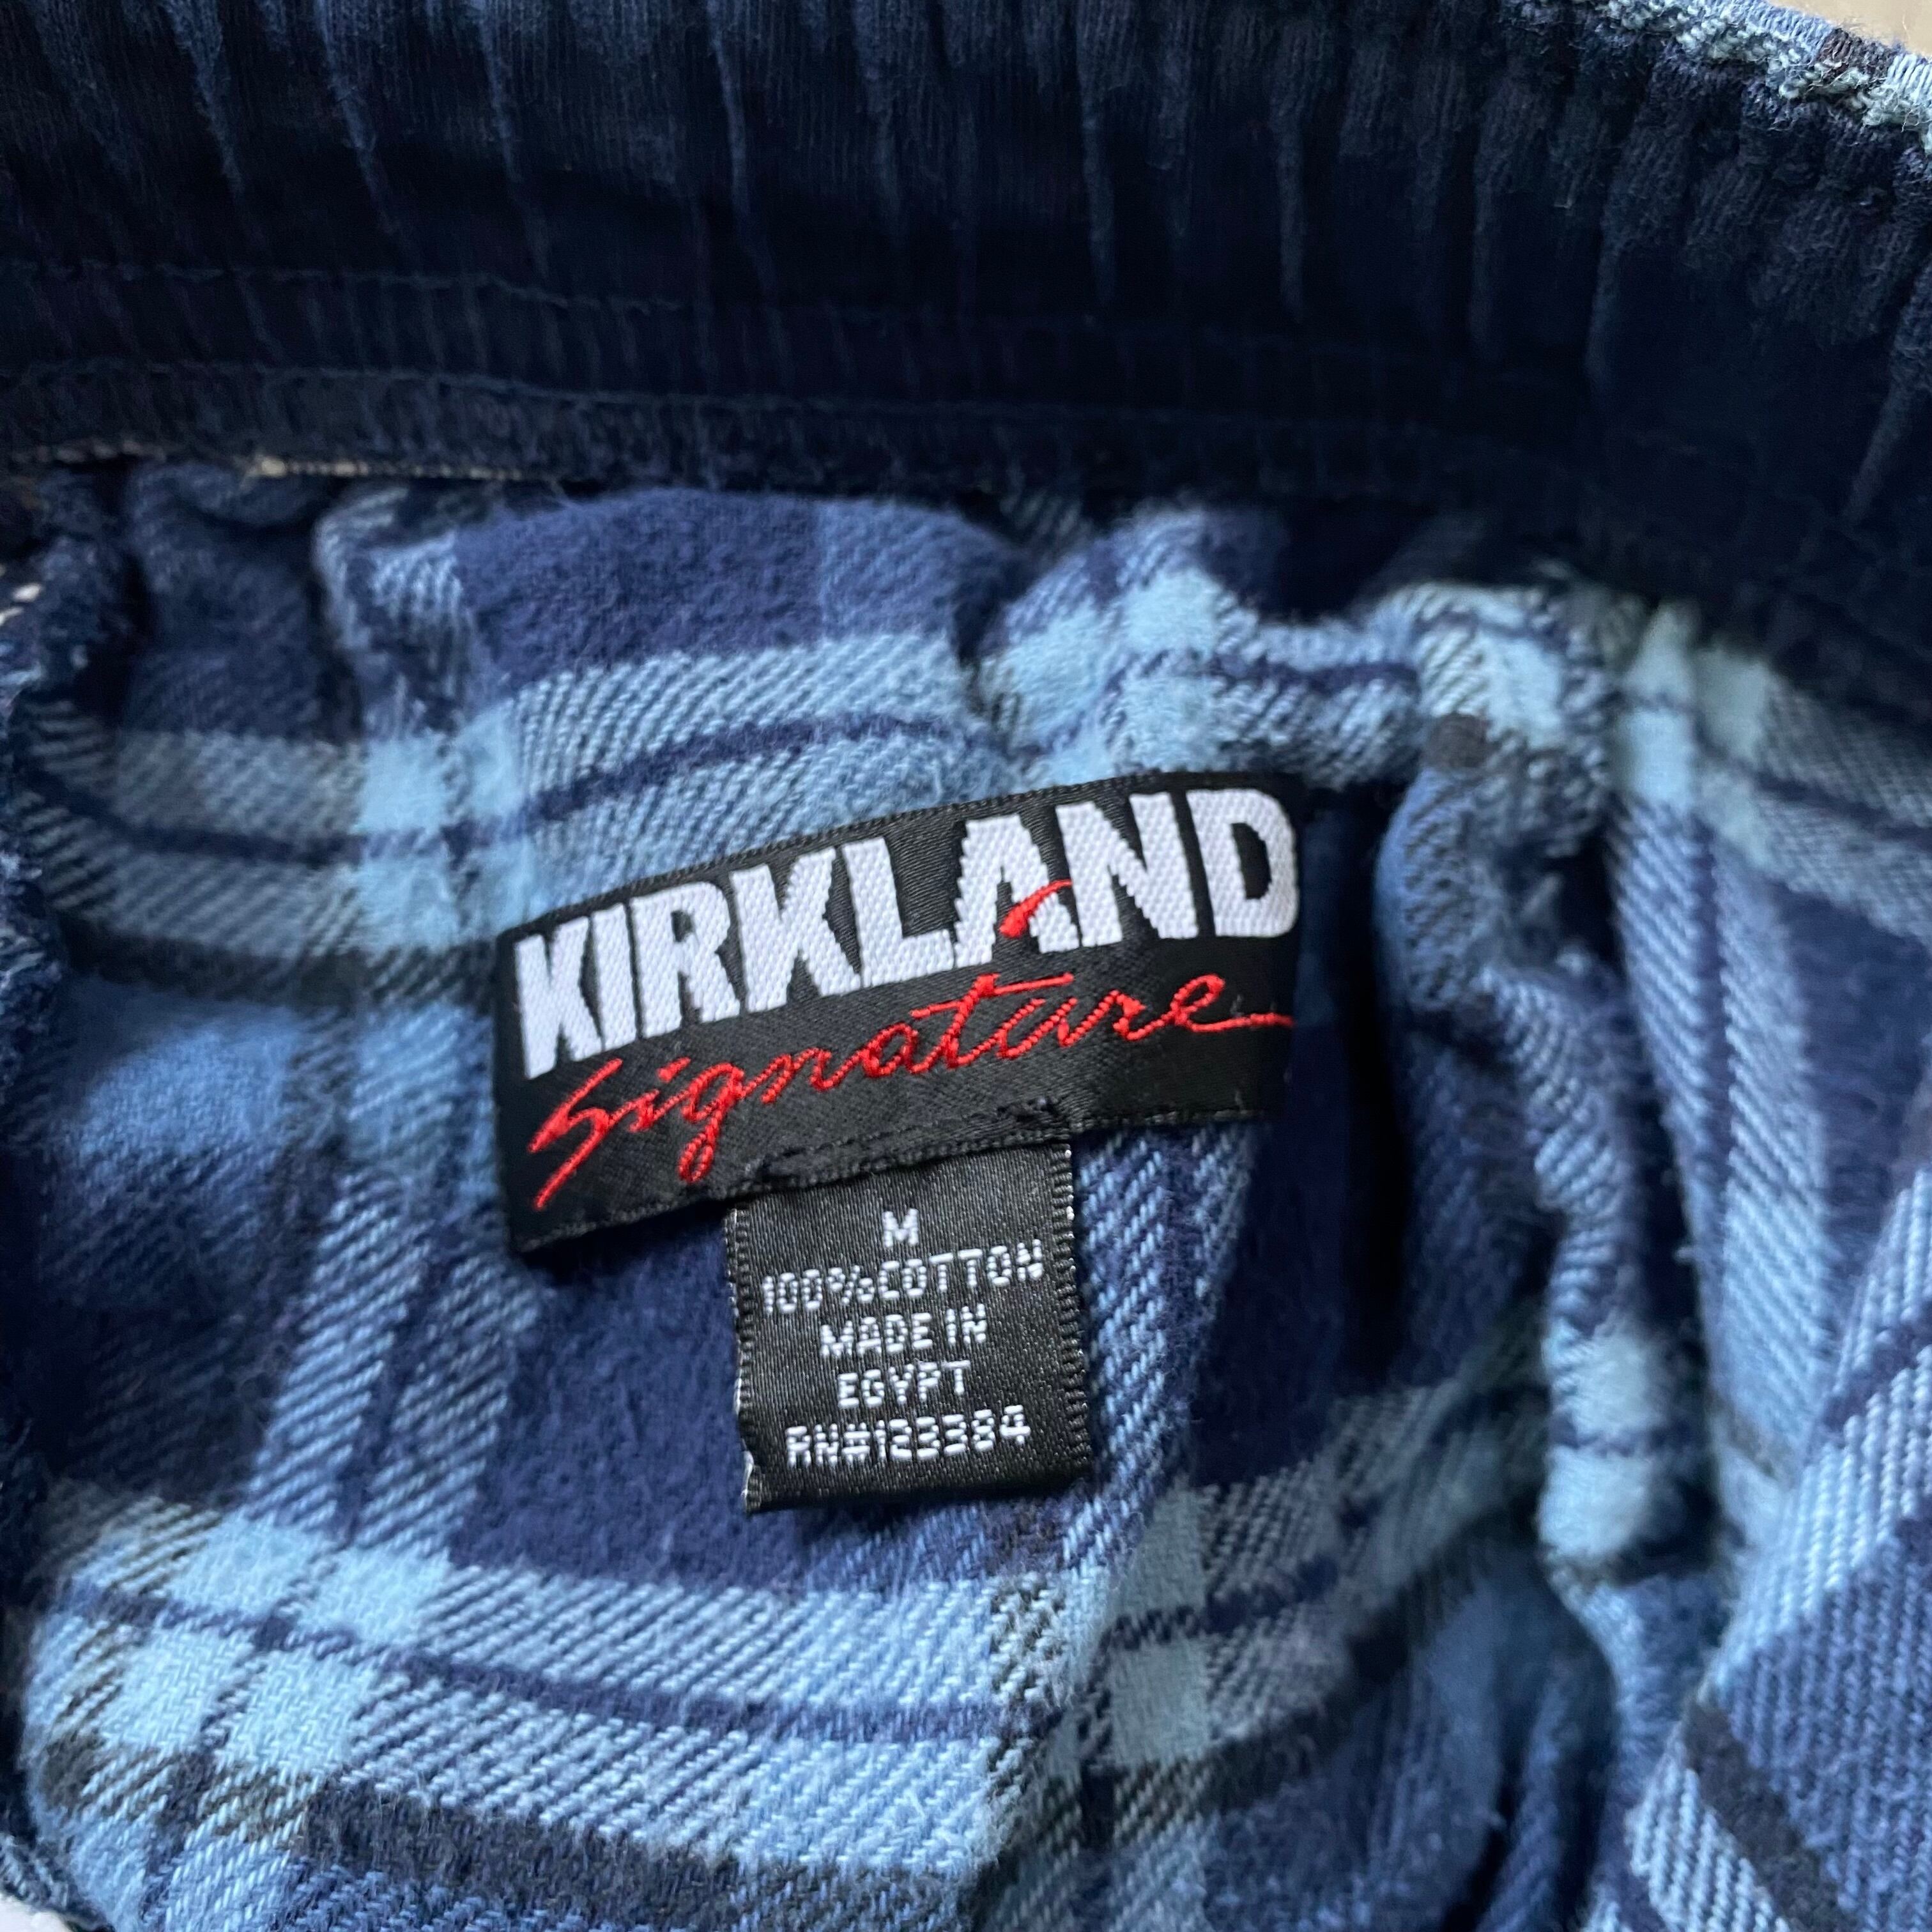 KIRKLAND
Signature
M
100%COTTON
MADE IN
EGYPT
RN#123384